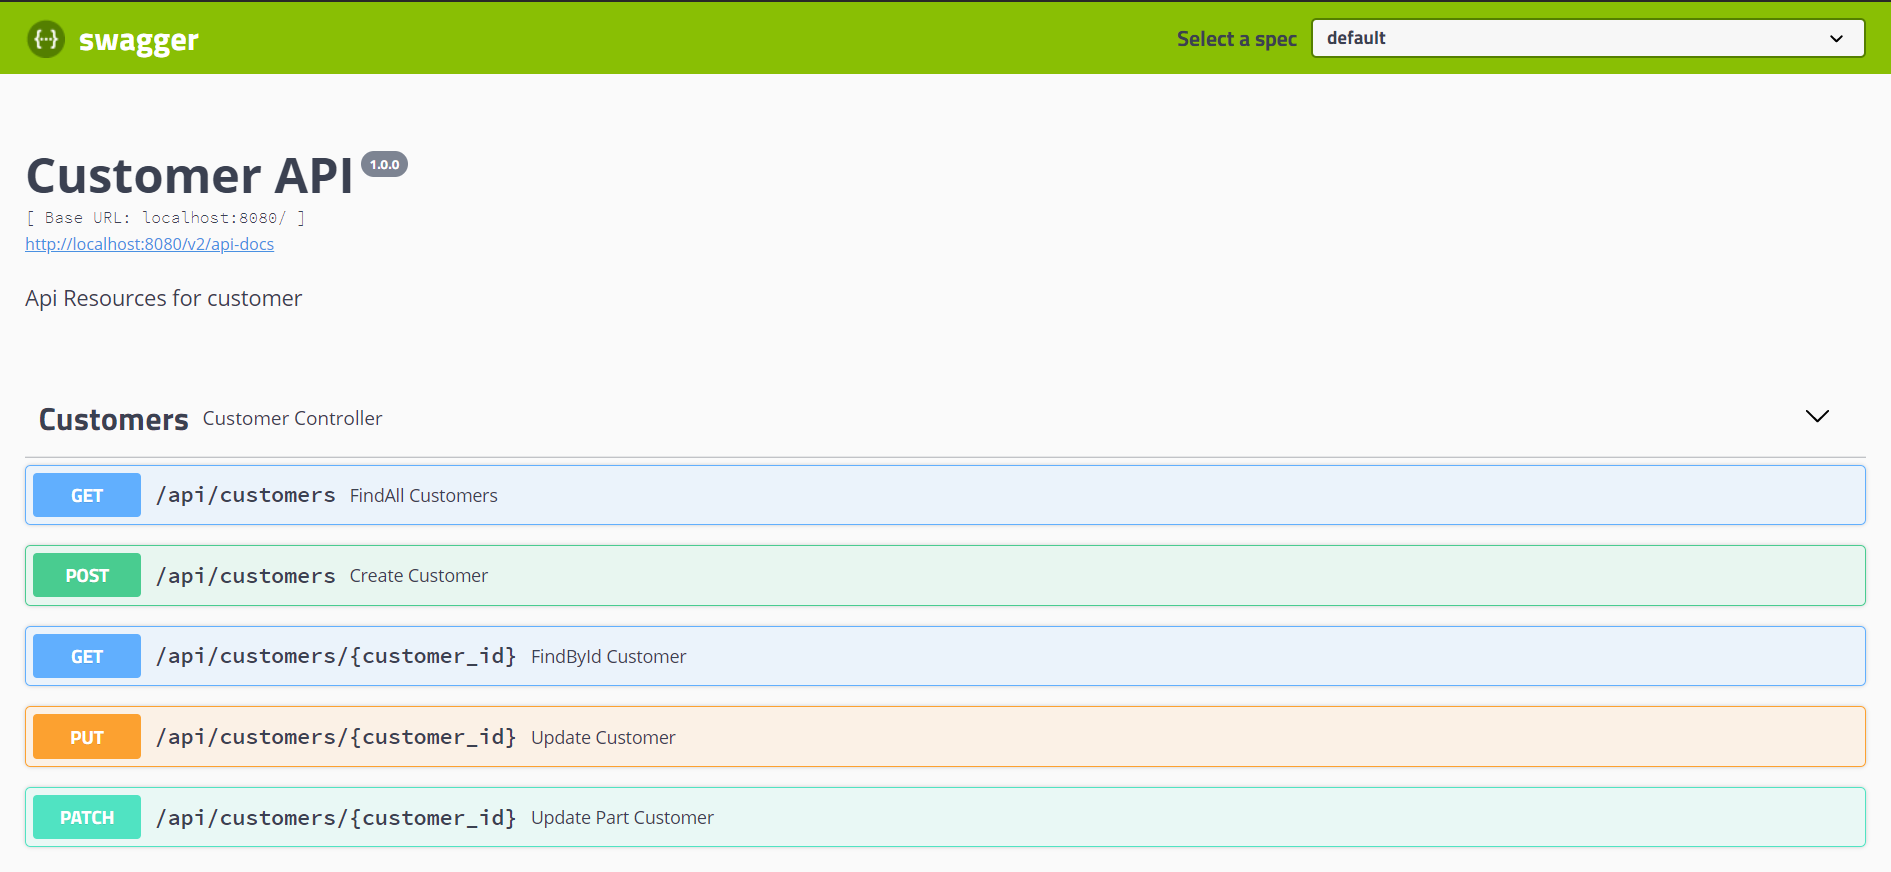 {···} swagger Select a spec default
Customer API 1.0.0
[ Base URL: localhost:8080/ ]
http://localhost:8080/v2/api-docs
Api Resources for customer
Customers Customer Controller
GET /api/customers FindAll Customers
POST /api/customers Create Customer
GET /api/customers/{customer_id} FindById Customer
PUT /api/customers/{customer_id} Update Customer
PATCH /api/customers/{customer_id} Update Part Customer